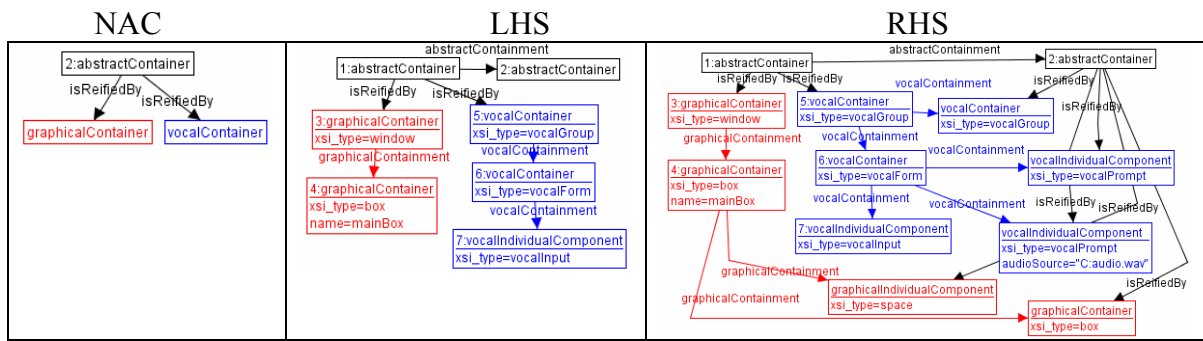 NAC
LHS
RHS
2:abstractContainer
isReifiedBy
isReifiedBy
graphicalContainer
vocalContainer
abstractContainment
1:abstractContainer
2:abstractContainer
isReifiedBy
isReifiedBy
3:graphicalContainer
xsi_type=window
5:vocalContainer
xsi_type=vocalGroup
graphicalContainment
vocalContainment
4:graphicalContainer
xsi_type=box
name=mainBox
6:vocalContainer
xsi_type=vocalForm
vocalContainment
7:vocalIndividualComponent
xsi_type=vocalInput
abstractContainment
1:abstractContainer
2:abstractContainer
isReifiedBy
isReifiedBy
vocalContainment
isReifiedBy
3:graphicalContainer
xsi_type=window
5:vocalContainer
xsi_type=vocalGroup
vocalContainer
xsi_type=vocalGroup
isReifiedBy
graphicalContainment
vocalContainment
vocalContainment
4:graphicalContainer
xsi_type=box
name=mainBox
6:vocalContainer
xsi_type=vocalForm
vocalIndividualComponent
xsi_type=vocalPrompt
vocalContainment
vocalContainment
isReifiedBy
isReifiedBy
7:vocalIndividualComponent
xsi_type=vocalInput
vocalIndividualComponent
xsi_type=vocalPrompt
audioSource="C:audio.wav"
graphicalContainment
graphicalContainment
graphicalIndividualComponent
xsi_type=space
isReifiedBy
graphicalContainer
xsi_type=box